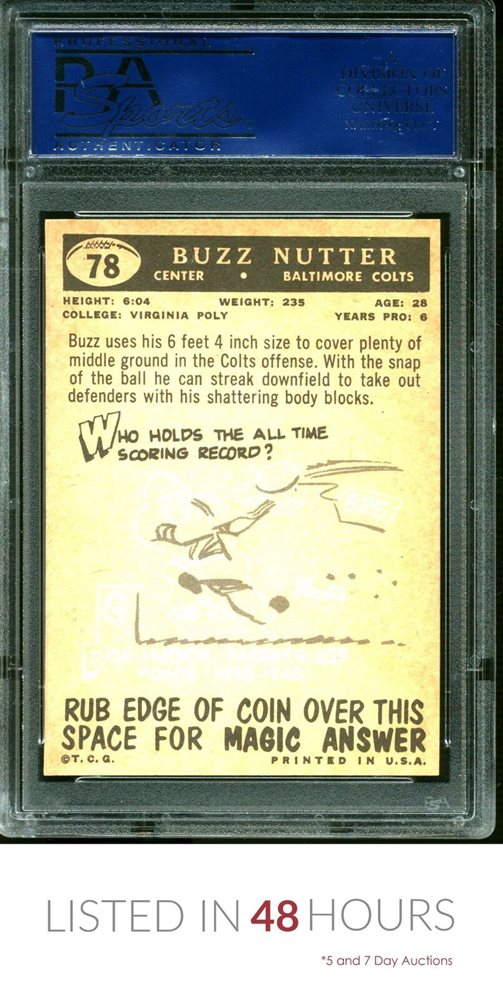 PROFESSIONAL
PSA
Sports
AUTHENTICATOR
A
DIVISION OF
COLLECTORS
UNIVERSE
78
BUZZ NUTTER
CENTER • BALTIMORE COLTS
HEIGHT: 6:04 WEIGHT: 235 AGE: 28
COLLEGE: VIRGINIA POLY YEARS PRO: 6
Buzz uses his 6 feet 4 inch size to cover plenty of
middle ground in the Colts offense. With the snap
of the ball he can streak downfield to take out
defenders with his shattering body blocks.
WHO HOLDS THE ALL TIME
SCORING RECORD?
RUB EDGE OF COIN OVER THIS
SPACE FOR MAGIC ANSWER
©T.C.G. PRINTED IN U.S.A.
PSA
LISTED IN 48 HOURS
*5 and 7 Day Auctions